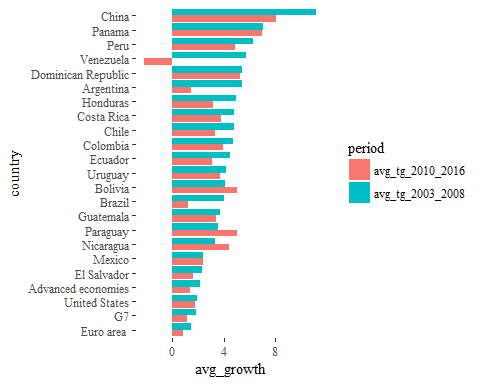 China
Panama
Peru
Venezuela
Dominican Republic
Argentina
Honduras
Costa Rica
Chile
Colombia
Ecuador
Uruguay
Bolivia
Brazil
Guatemala
Paraguay
Nicaragua
Mexico
El Salvador
Advanced economies
United States
G7
Euro area
country
0 4 8
avg_growth
period
avg_tg_2010_2016
avg_tg_2003_2008